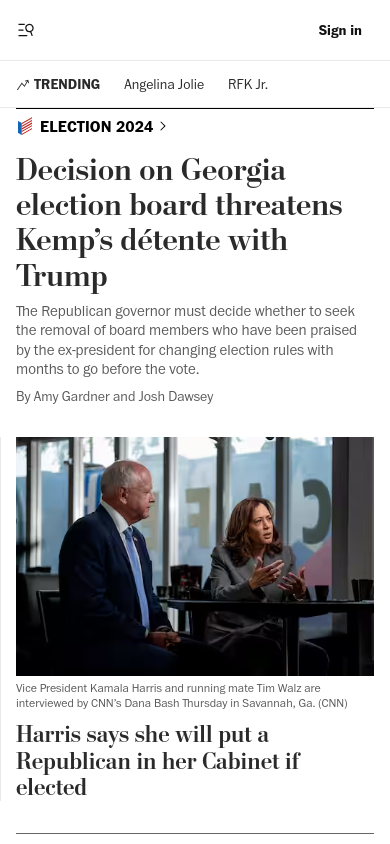 Sign in
TRENDING Angelina Jolie RFK Jr.
ELECTION 2024
Decision on Georgia
election board threatens
Kemp’s détente with
Trump
The Republican governor must decide whether to seek
the removal of board members who have been praised
by the ex-president for changing election rules with
months to go before the vote.
By Amy Gardner and Josh Dawsey
Vice President Kamala Harris and running mate Tim Walz are
interviewed by CNN’s Dana Bash Thursday in Savannah, Ga. (CNN)
Harris says she will put a
Republican in her Cabinet if
elected